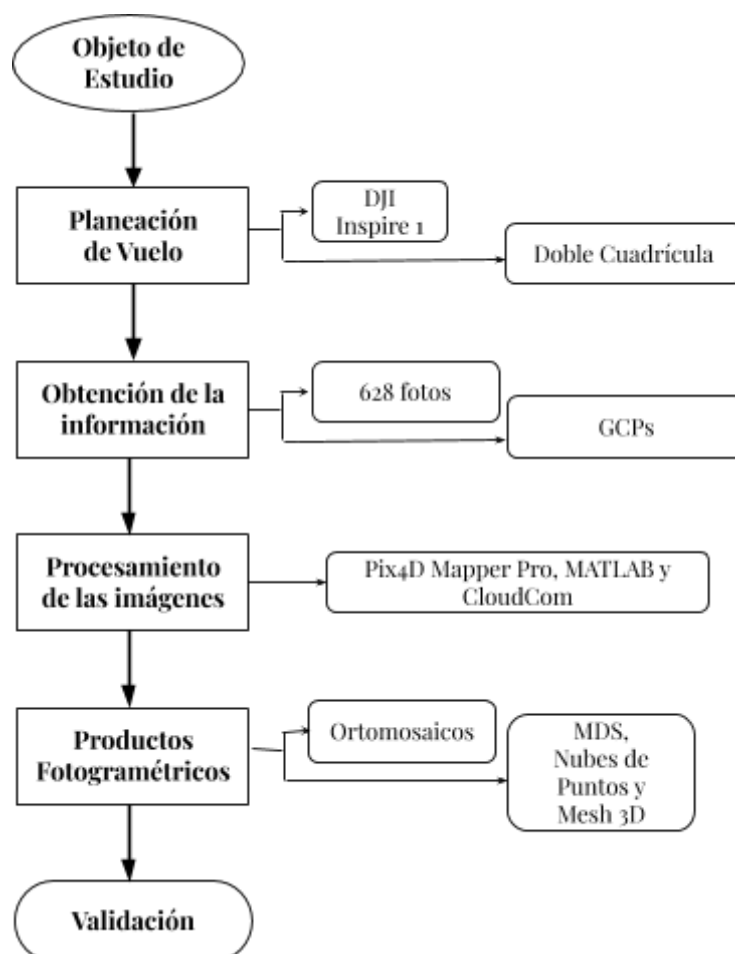 Objeto de
Estudio
Planeación
de Vuelo
DJI
Inspire 1
Doble Cuadrícula
Obtención de la
información
628 fotos
GCPs
Procesamiento
de las imágenes
Pix4D Mapper Pro, MATLAB y
CloudCom
Productos
Fotogramétricos
Ortomosaicos
MDS,
Nubes de
Puntos y
Mesh 3D
Validación